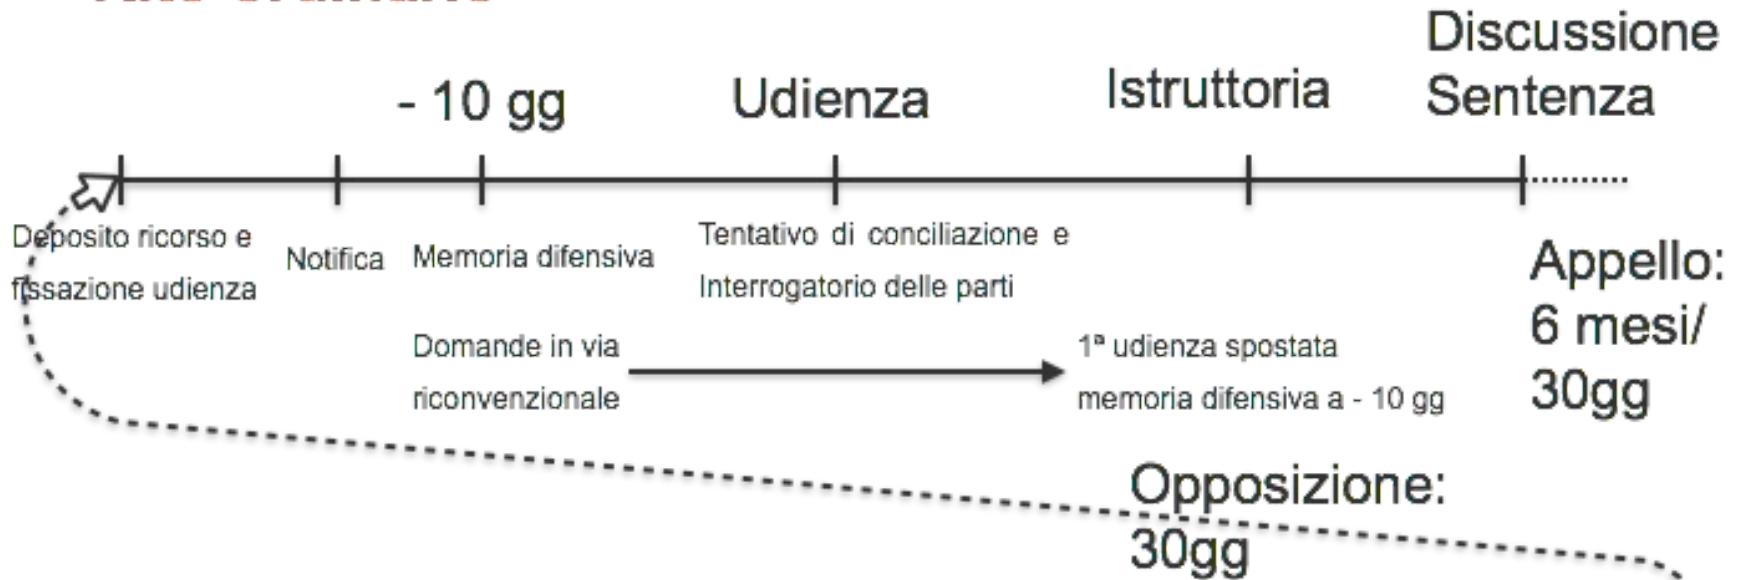 - 10 gg
Udienza
Istruttoria
Discussione
Sentenza
Deposito ricorso e
fissazione udienza
Notifica
Memoria difensiva
Tentativo di conciliazione e
Interrogatorio delle parti
Domande in via
riconvenzionale
1ª udienza spostata
memoria difensiva a - 10 gg
Appello:
6 mesi/
30gg
Opposizione:
30gg